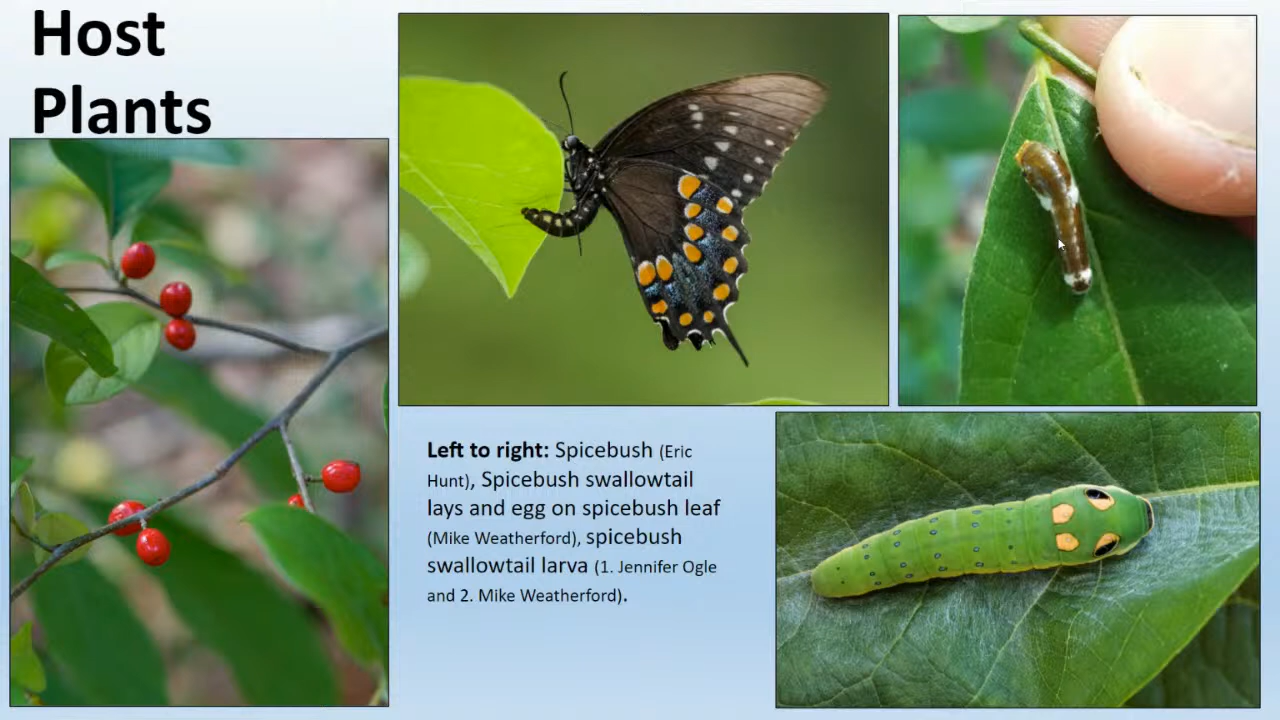 Host
Plants
Left to right: Spicebush (Eric
Hunt), Spicebush swallowtail
lays and egg on spicebush leaf
(Mike Weatherford), spicebush
swallowtail larva (1. Jennifer Ogle
and 2. Mike Weatherford).